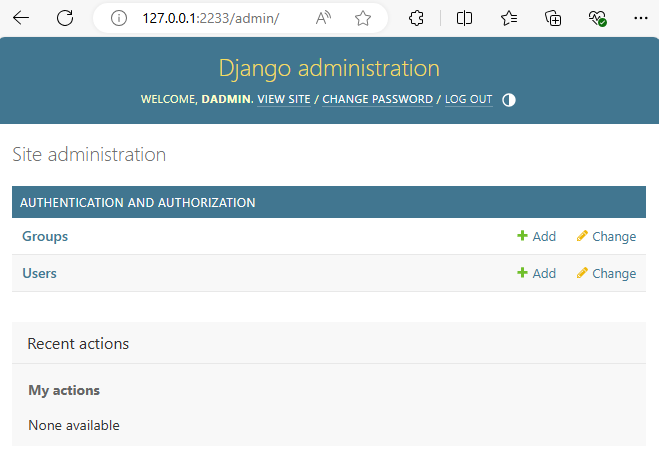 127.0.0.1:2233/admin/
Django administration
WELCOME, DADMIN. VIEW SITE / CHANGE PASSWORD / LOG OUT
Site administration
AUTHENTICATION AND AUTHORIZATION
Groups Add Change
Users Add Change
Recent actions
My actions
None available